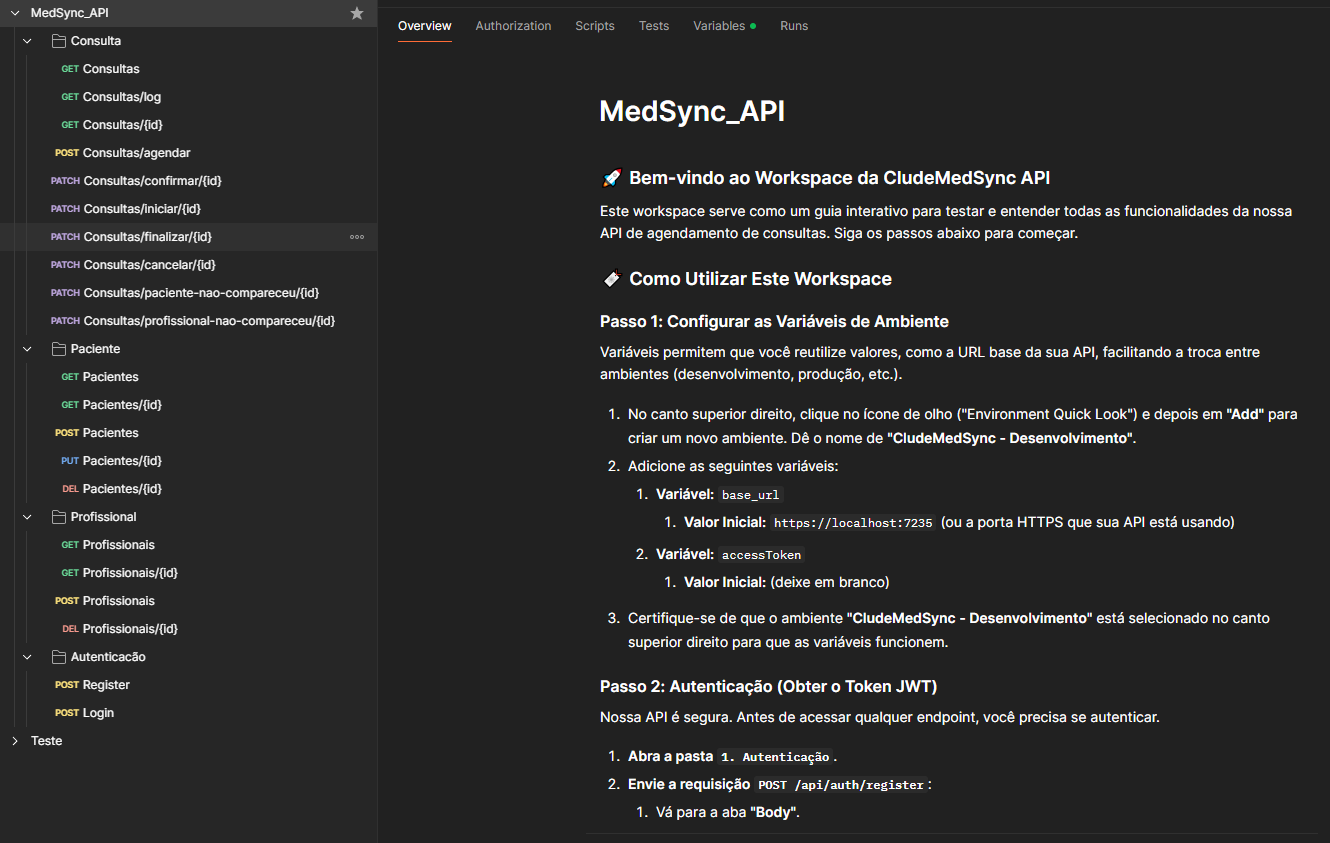 MedSync_API
Consulta
GET Consultas
GET Consultas/log
GET Consultas/{id}
POST Consultas/agendar
PATCH Consultas/confirmar/{id}
PATCH Consultas/iniciar/{id}
PATCH Consultas/finalizar/{id}
PATCH Consultas/cancelar/{id}
PATCH Consultas/paciente-nao-compareceu/{id}
PATCH Consultas/profissional-nao-compareceu/{id}
Paciente
GET Pacientes
GET Pacientes/{id}
POST Pacientes
PUT Pacientes/{id}
DEL Pacientes/{id}
Profissional
GET Profissionais
GET Profissionais/{id}
POST Profissionais
DEL Profissionais/{id}
Autenticacão
POST Register
POST Login
Teste
Overview Authorization Scripts Tests Variables Runs
MedSync_API
🚀 Bem-vindo ao Workspace da CludeMedSync API
Este workspace serve como um guia interativo para testar e entender todas as funcionalidades da nossa
API de agendamento de consultas. Siga os passos abaixo para começar.
Como Utilizar Este Workspace
Passo 1: Configurar as Variáveis de Ambiente
Variáveis permitem que você reutilize valores, como a URL base da sua API, facilitando a troca entre
ambientes (desenvolvimento, produção, etc.).
1. No canto superior direito, clique no ícone de olho ("Environment Quick Look") e depois em "Add" para
criar um novo ambiente. Dê o nome de "CludeMedSync - Desenvolvimento".
2. Adicione as seguintes variáveis:
1. Variável: base_url
1. Valor Inicial: https://localhost:7235 (ou a porta HTTPS que sua API está usando)
2. Variável: accessToken
1. Valor Inicial: (deixe em branco)
3. Certifique-se de que o ambiente "CludeMedSync - Desenvolvimento" está selecionado no canto
superior direito para que as variáveis funcionem.
Passo 2: Autenticação (Obter o Token JWT)
Nossa API é segura. Antes de acessar qualquer endpoint, você precisa se autenticar.
1. Abra a pasta 1. Autenticação.
2. Envie a requisição POST /api/auth/register:
1. Vá para a aba "Body".